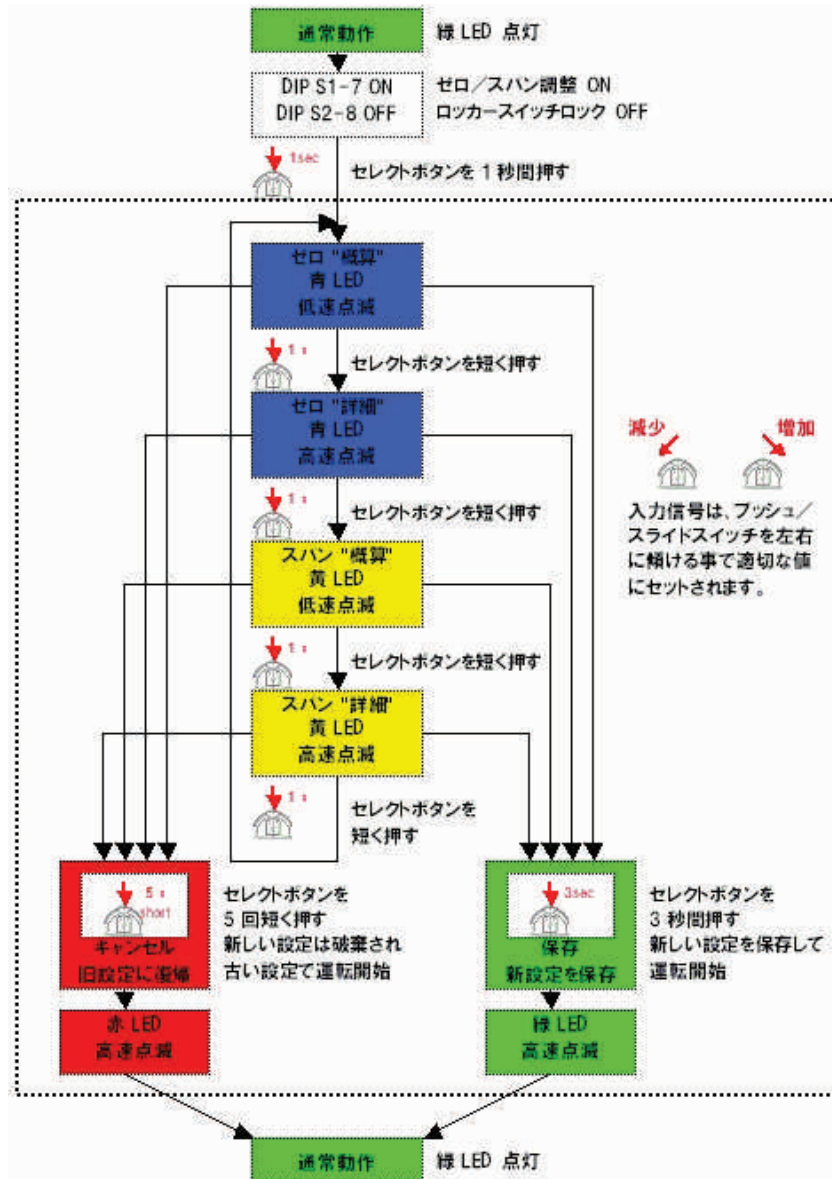 通常動作
緑 LED 点灯
DIP S1-7 ON
DIP S2-8 OFF
ゼロ／スパン調整 ON
ロッカースイッチロック OFF
1sec
セレクトボタンを 1 秒間押す
ゼロ "概算"
青 LED
低速点滅
1 x
セレクトボタンを短く押す
ゼロ "詳細"
青 LED
高速点滅
減少
増加
入力信号は、プッシュ／
スライドスイッチを左右
に傾ける事で適切な値
にセットされます。
1 x
セレクトボタンを短く押す
スパン "概算"
黄 LED
低速点滅
1 x
セレクトボタンを短く押す
スパン "詳細"
黄 LED
高速点滅
1 x
セレクトボタンを
短く押す
5 x
short
キャンセル
旧設定に復帰
セレクトボタンを
5 回短く押す
新しい設定は破棄され
古い設定で運転開始
3sec
保存
新設定を保存
セレクトボタンを
3 秒間押す
新しい設定を保存して
運転開始
赤 LED
高速点滅
緑 LED
高速点滅
通常動作
緑 LED 点灯